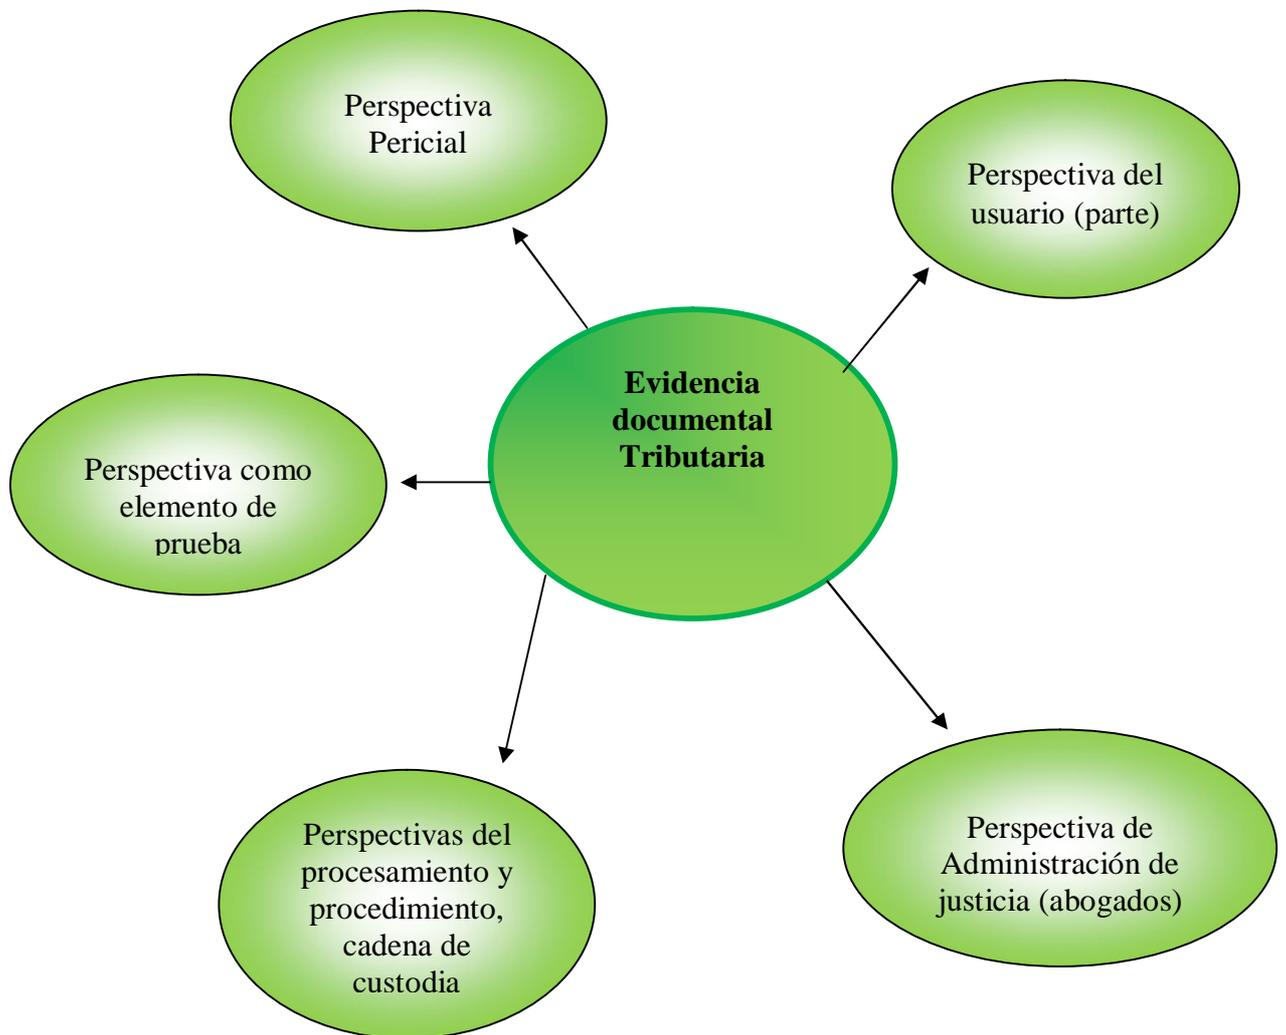 Perspectiva
Pericial
Perspectiva del
usuario (parte)
Evidencia
documental
Tributaria
Perspectiva como
elemento de
prueba
Perspectivas del
procesamiento y
procedimiento,
cadena de
custodia
Perspectiva de
Administración de
justicia (abogados)